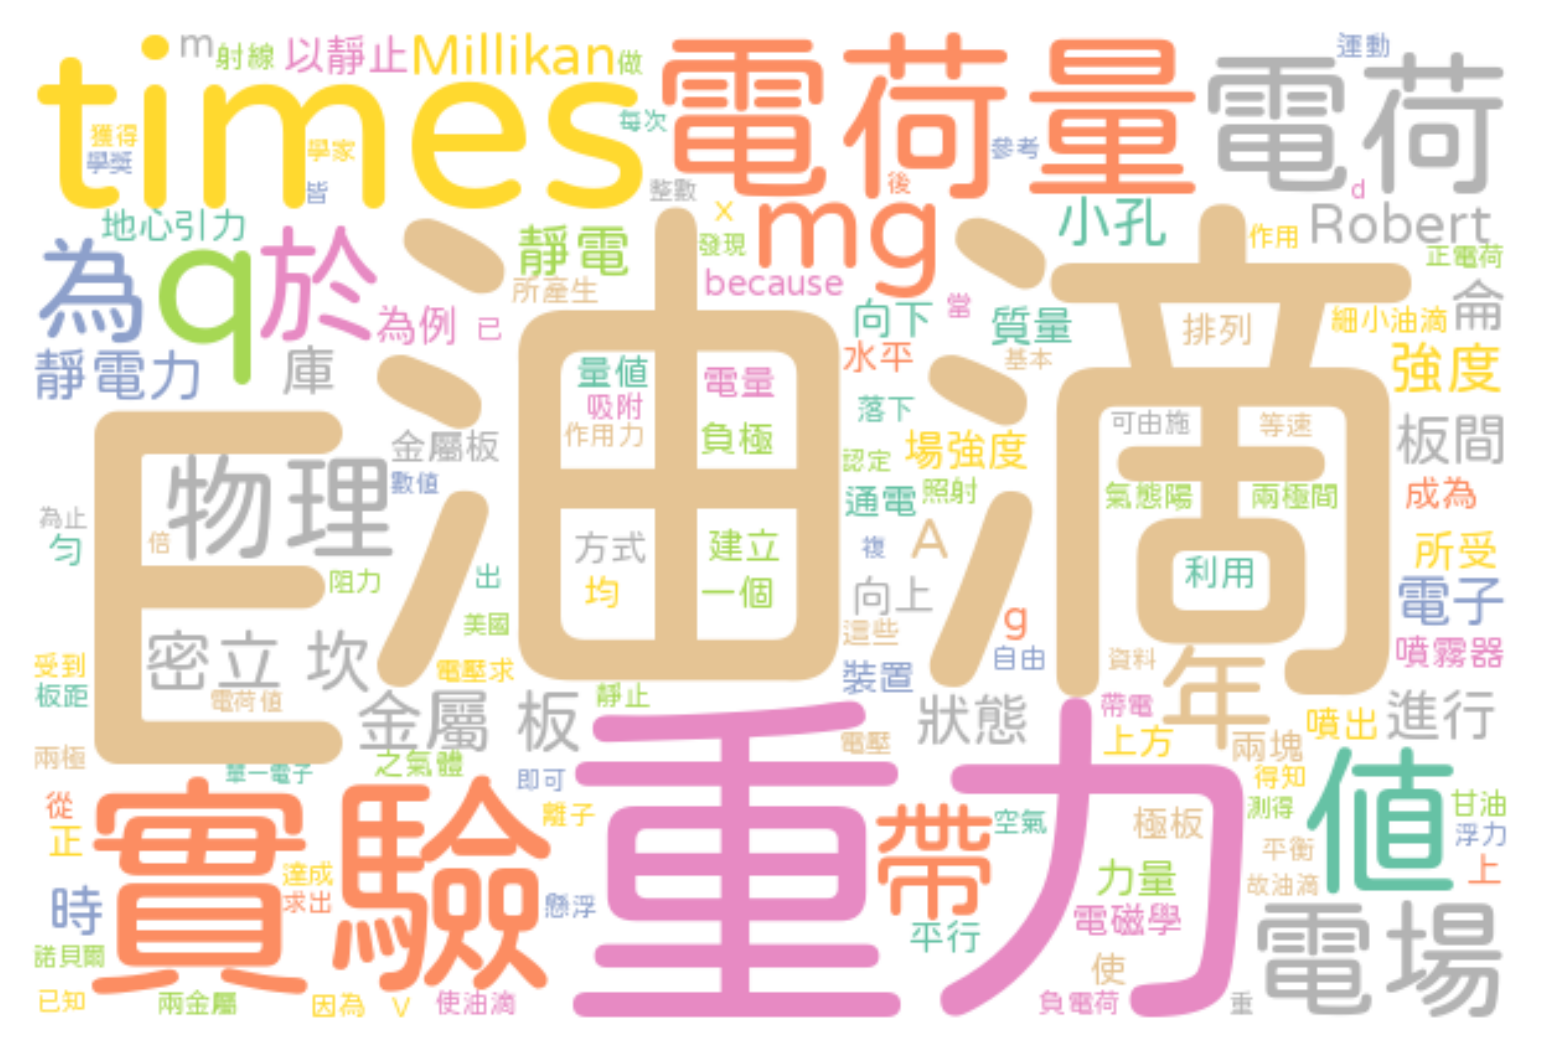 times
m
射線
以靜止
Millikan
做
電荷量
電荷
運動
獲得
學獎
學家
皆
每次
整數
參考
後
d
地心引力
靜電
x
發現
mg
小孔
Robert
作用
正電荷
為
q
於
為例
已
所產生
because
向下
當
質量
排列
細小油滴
侖
靜電力
庫
油滴
量值
電量
水平
基本
強度
吸附
作用力
負極
落下
可由施
等速
板間
E
金屬板
數值
物理
場強度
認定
照射
通電
氣態陽
兩極間
成為
為止
勻
倍
方式
建立
複
A
所受
阻力
出
均
一個
向上
利用
電子
密立
坎
美國
這些
g
自由
資料
噴霧器
受到
板距
電荷值
電壓求
裝置
年
金屬
板
靜止
狀態
帶電
上方
兩塊
噴出
進行
兩極
單一電子
之氣體
即可
重力
電壓
得知
值
從
正
實驗
離子
帶
空氣
極板
測得
甘油
浮力
平衡
上
達成
求出
時
懸浮
力量
故油滴
電磁學
平行
電場
諾貝爾
使
已知
兩金屬
因為
V
使油滴
負電荷
重